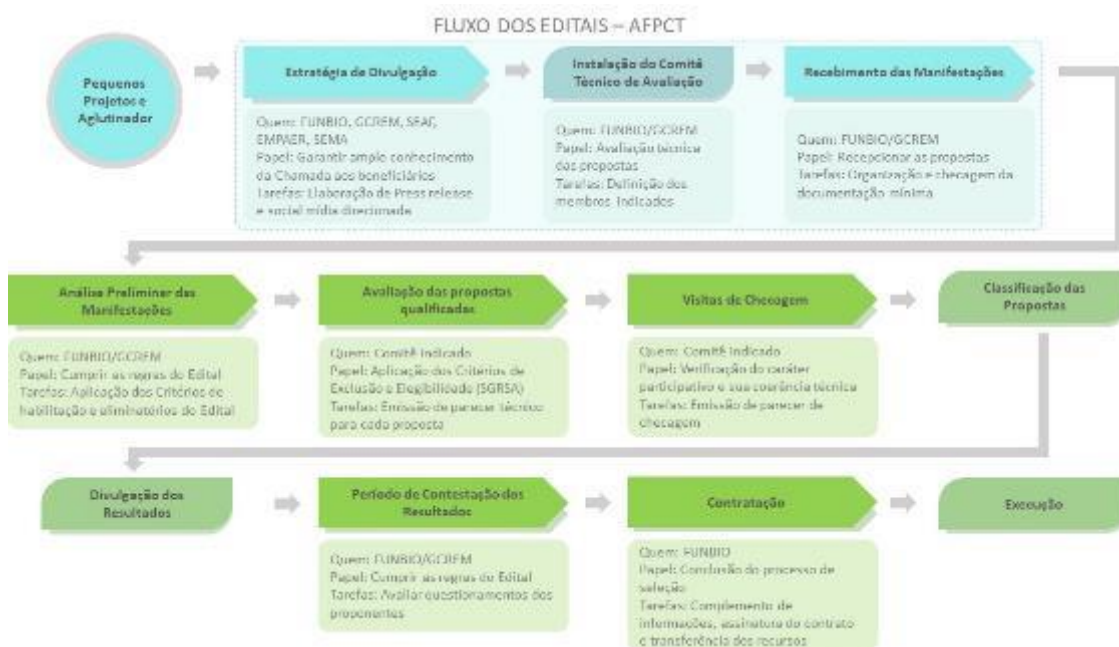 FLUXO DOS EDITAIS – AFPCT
Pequenos
Projetos e
Aglutinador
Estratégia de Divulgação
Quem: FUNBIO, GCREM, SEAF,
EMPAER, SEMA
Papel: Garantir ample conhecimento
da Chamada aos beneficiários
Tarefas: Elaboração de Press release
e social mídia direcionada
Instalação do Comitê
Técnico de Avaliação
Quem: FUNBIO/GCREM
Papel: Avaliação técnica
das propostas
Tarefas: Definição dos
membros indicados
Recebimento das Manifestações
Quem: FUNBIO/GCREM
Papel: Recepcionar as propostas
Tarefas: Organização e checagem da
documentação mínima
Análise Preliminar das
Manifestações
Quem: FUNBIO/GCREM
Papel: Cumprir as regras do Edital
Tarefas: Aplicação dos Critérios de
habilitação e eliminatórios do Edital
Avaliação das propostas
qualificadas
Quem: Comitê Indicado
Papel: Aplicação dos Critérios de
Exclusão e Elegibilidade (SGRSA)
Tarefas: Emissão de parecer técnico
para cada proposta
Visitas de Checagem
Quem: Comitê Indicado
Papel: Verificação do caráter
participativo e sua coerência técnica
Tarefas: Emissão de parecer de
checagem
Classificação das
Propostas
Divulgação dos
Resultados
Período de Contestação dos
Resultados
Quem: FUNBIO/GCREM
Papel: Cumprir as regras do Edital
Tarefas: Avaliar questionamentos dos
proponentes
Contratação
Quem: FUNBIO
Papel: Conclusão do processo de
seleção
Tarefas: Complemento de
informações, assinatura do contrato
e transferência dos recursos
Execução